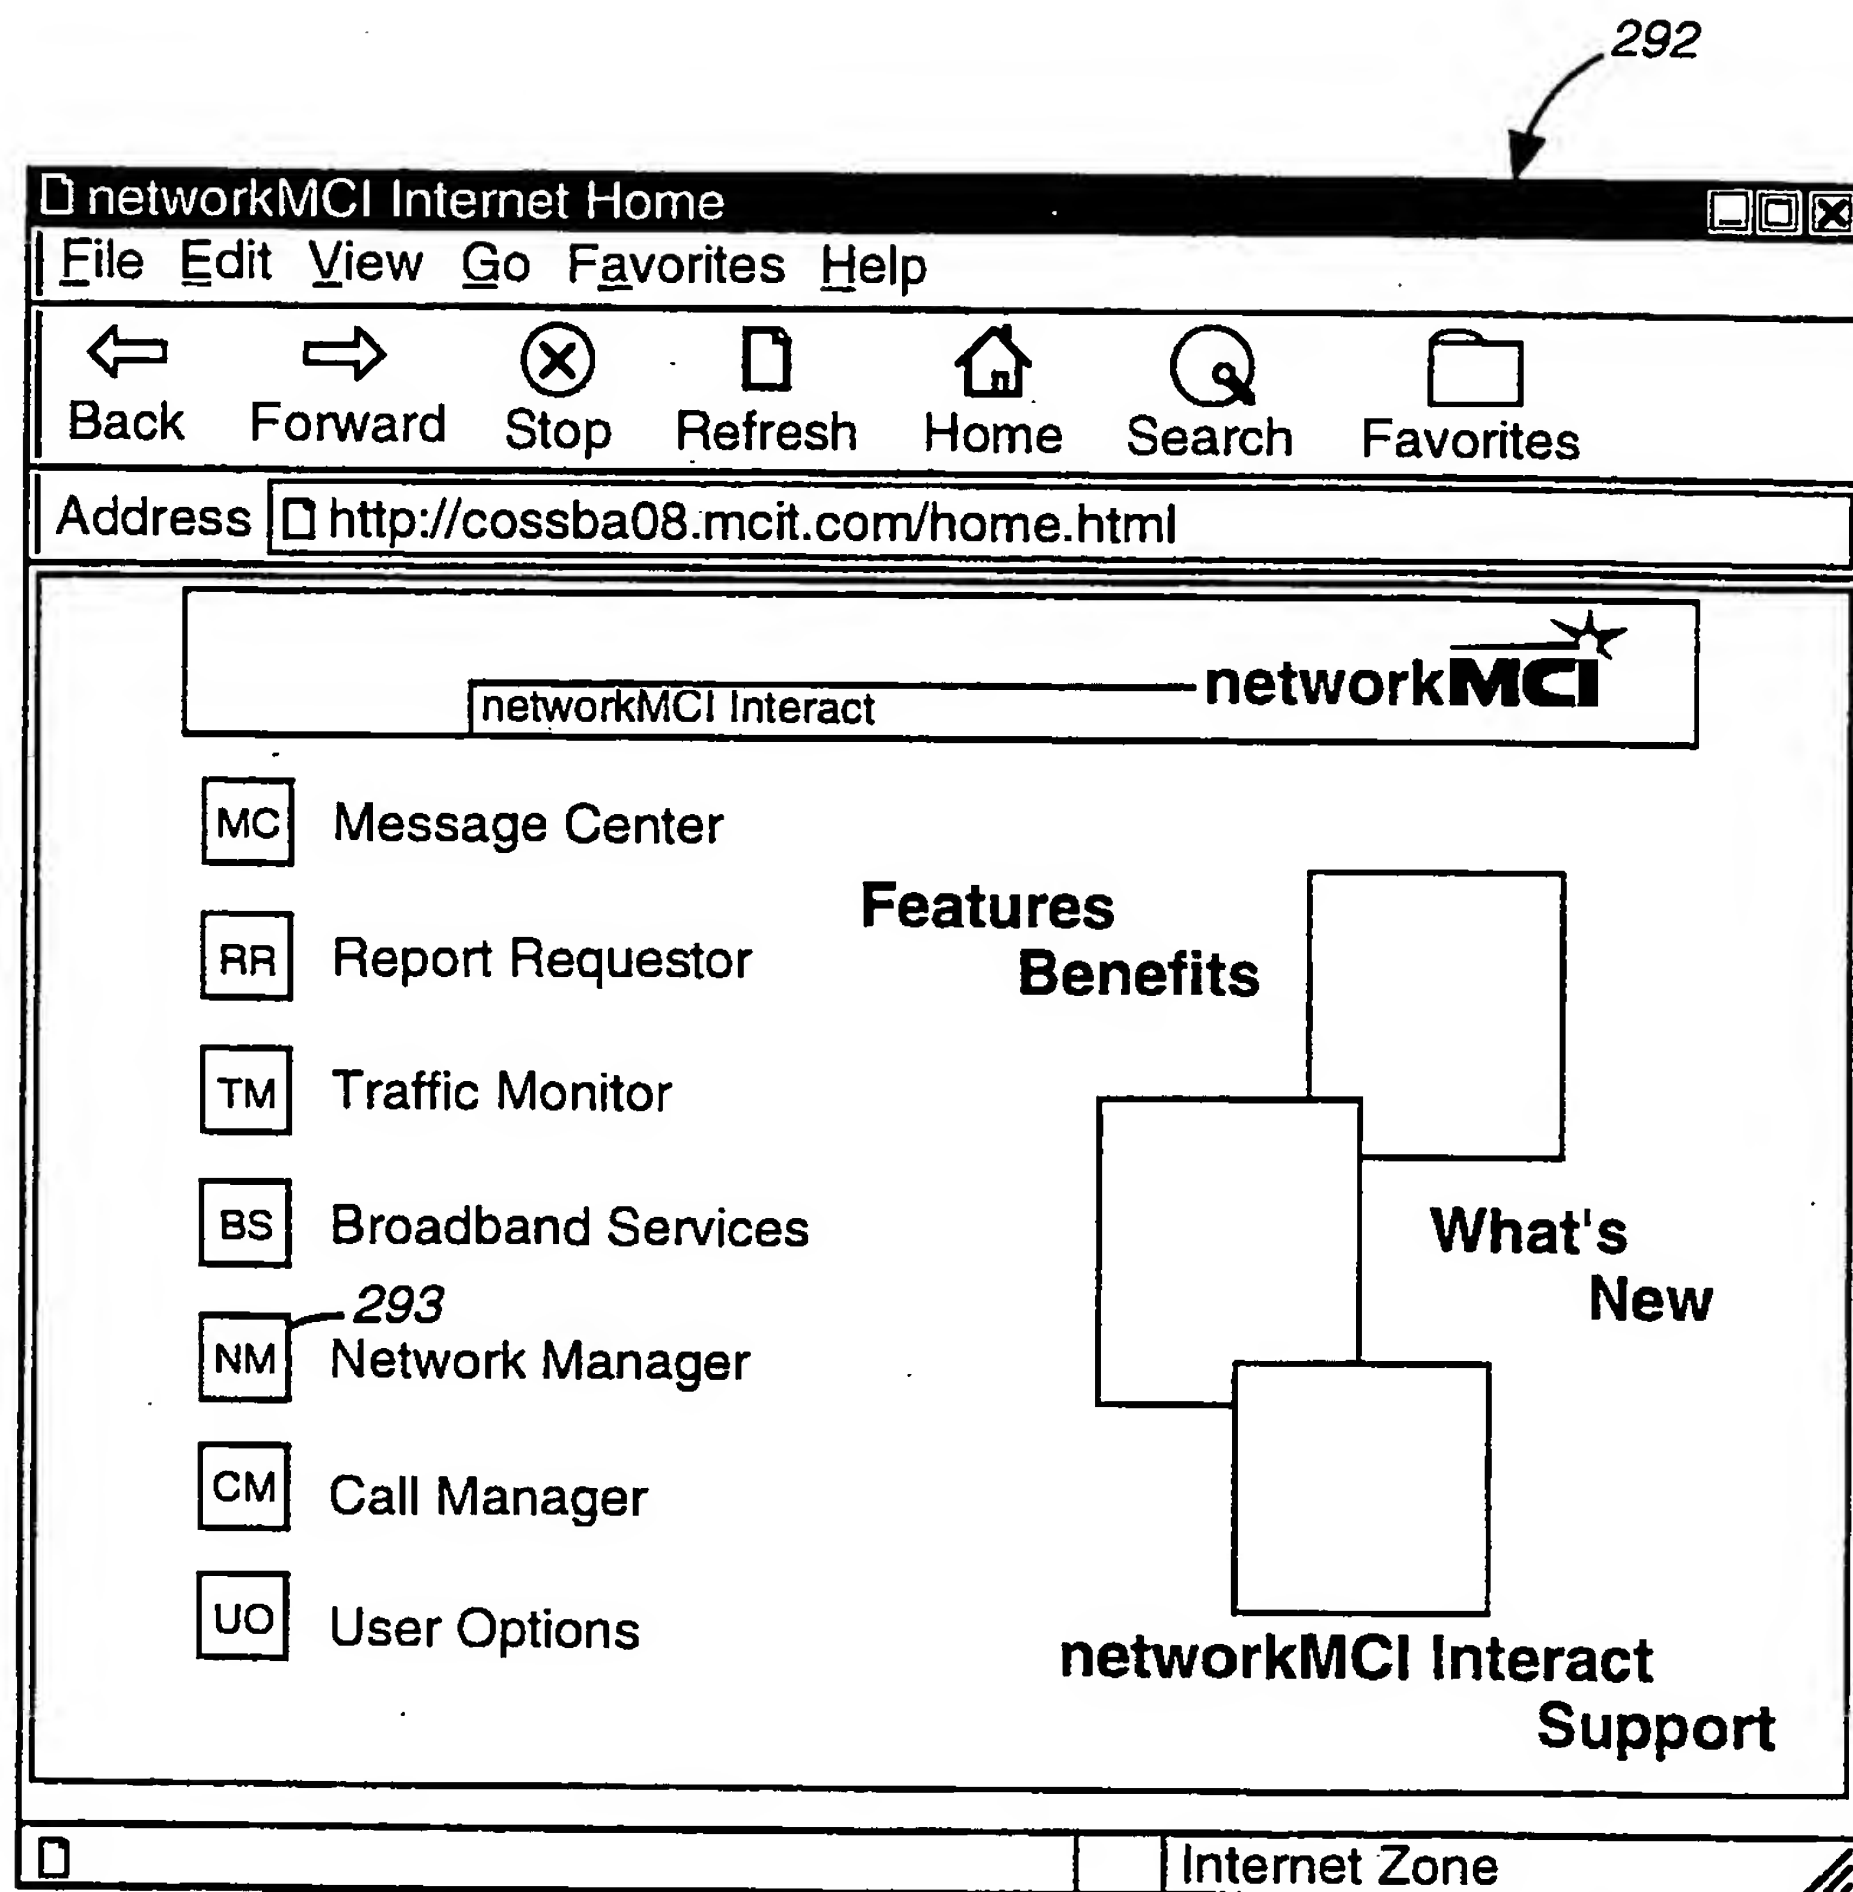 292
networkMCI Internet Home
File Edit View Go Favorites Help
Back Forward Stop Refresh Home Search Favorites
Address http://cossba08.mcit.com/home.html
networkMCI
networkMCI Interact
MC Message Center
RR Report Requestor
TM Traffic Monitor
BS Broadband Services
293
NM Network Manager
CM Call Manager
UO User Options
Features
Benefits
What's
New
networkMCI Interact
Support
Internet Zone